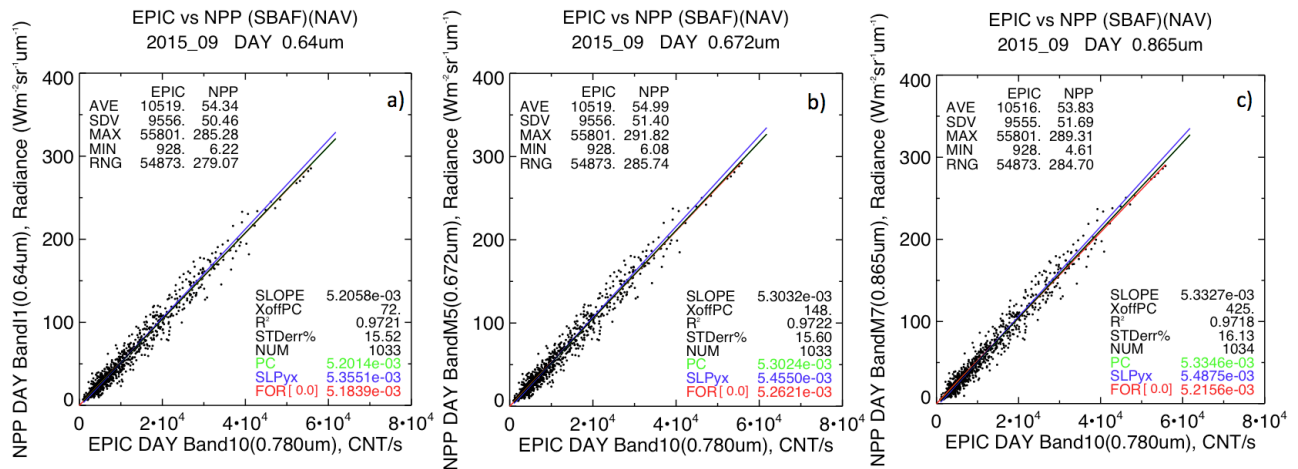 EPIC vs NPP (SBAF)(NAV)
2015_09 DAY 0.64um
a)
EPIC NPP
AVE 10519. 54.34
SDV 9556. 50.46
MAX 55801. 285.28
MIN 928. 6.22
RNG 54873. 279.07
SLOPE 5.2058e-03
XoffPC 72.
R² 0.9721
STDerr% 15.52
NUM 1033
PC 5.2014e-03
SLPyx 5.3551e-03
FOR[ 0.0] 5.1839e-03
400
300
200
100
0
0 2•10⁴ 4•10⁴ 6•10⁴ 8•10⁴
NPP DAY BandI1(0.64um), Radiance (Wm⁻²sr⁻¹um⁻¹)
EPIC DAY Band10(0.780um), CNT/s
EPIC vs NPP (SBAF)(NAV)
2015_09 DAY 0.672um
b)
EPIC NPP
AVE 10519. 54.99
SDV 9556. 51.40
MAX 55801. 291.82
MIN 928. 6.08
RNG 54873. 285.74
SLOPE 5.3032e-03
XoffPC 148.
R² 0.9722
STDerr% 15.60
NUM 1033
PC 5.3024e-03
SLPyx 5.4550e-03
FOR[ 0.0] 5.2621e-03
400
300
200
100
0
0 2•10⁴ 4•10⁴ 6•10⁴ 8•10⁴
NPP DAY BandM5(0.672um), Radiance (Wm⁻²sr⁻¹um⁻¹)
EPIC DAY Band10(0.780um), CNT/s
EPIC vs NPP (SBAF)(NAV)
2015_09 DAY 0.865um
c)
EPIC NPP
AVE 10516. 53.83
SDV 9555. 51.69
MAX 55801. 289.31
MIN 928. 4.61
RNG 54873. 284.70
SLOPE 5.3327e-03
XoffPC 425.
R² 0.9718
STDerr% 16.13
NUM 1034
PC 5.3346e-03
SLPyx 5.4875e-03
FOR[ 0.0] 5.2156e-03
400
300
200
100
0
0 2•10⁴ 4•10⁴ 6•10⁴ 8•10⁴
NPP DAY BandM7(0.865um), Radiance (Wm⁻²sr⁻¹um⁻¹)
EPIC DAY Band10(0.780um), CNT/s